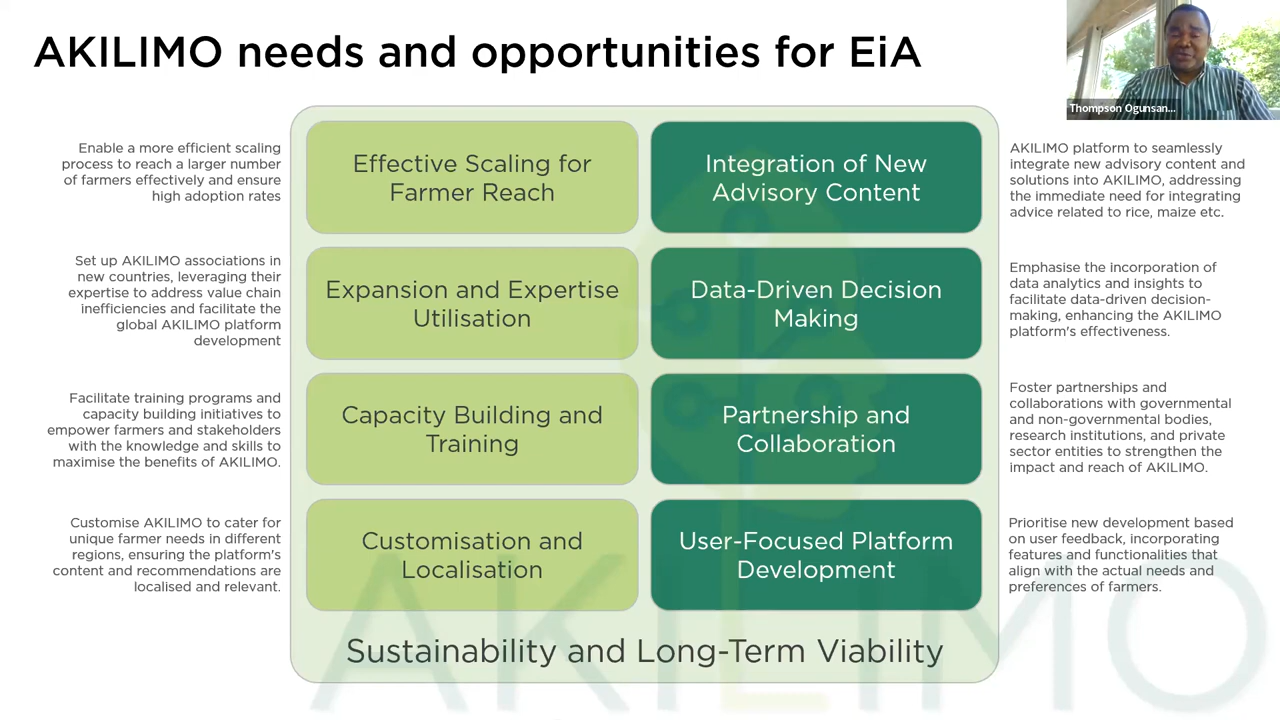 AKILIMO needs and opportunities for EiA
Thompson Ogunsan...
Enable a more efficient scaling
process to reach a larger number
of farmers effectively and ensure
high adoption rates
Effective Scaling for
Farmer Reach
Integration of New
Advisory Content
AKILIMO platform to seamlessly
integrate new advisory content and
solutions into AKILIMO, addressing
the immediate need for integrating
advice related to rice, maize etc.
Set up AKILIMO associations in
new countries, leveraging their
expertise to address value chain
inefficiencies and facilitate the
global AKILIMO platform
development
Expansion and Expertise
Utilisation
Data-Driven Decision
Making
Emphasise the incorporation of
data analytics and insights to
facilitate data-driven decision-
making, enhancing the AKILIMO
platform's effectiveness.
Facilitate training programs and
capacity building initiatives to
empower farmers and stakeholders
with the knowledge and skills to
maximise the benefits of AKILIMO.
Capacity Building and
Training
Partnership and
Collaboration
Foster partnerships and
collaborations with governmental
and non-governmental bodies,
research institutions, and private
sector entities to strengthen the
impact and reach of AKILIMO.
Customise AKILIMO to cater for
unique farmer needs in different
regions, ensuring the platform's
content and recommendations are
localised and relevant.
Customisation and
Localisation
User-Focused Platform
Development
Prioritise new development based
on user feedback, incorporating
features and functionalities that
align with the actual needs and
preferences of farmers.
Sustainability and Long-Term Viability
AKILIMO